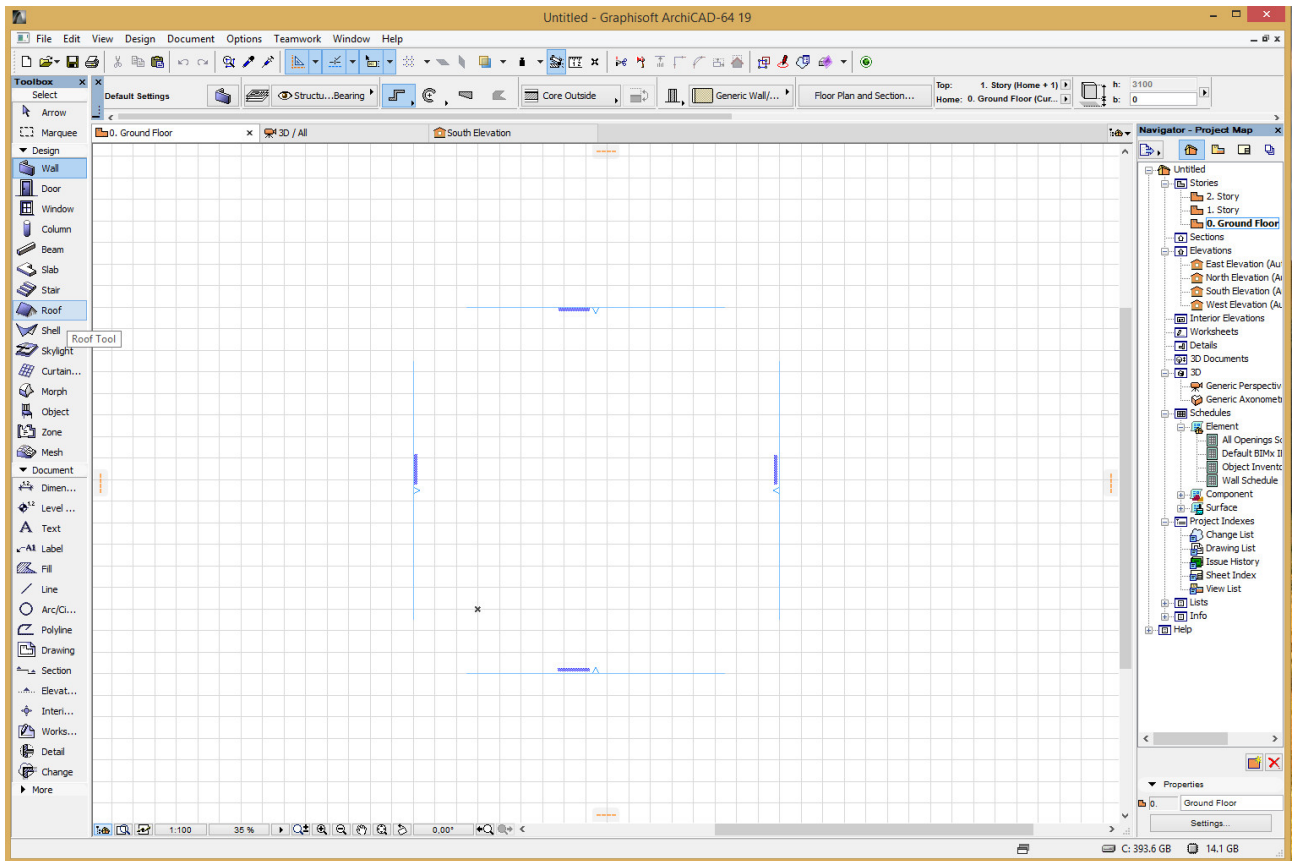 Untitled - Graphisoft ArchiCAD-64 19
File Edit View Design Document Options Teamwork Window Help
Toolbox
Select
Arrow
Marquee
Design
Wall
Door
Window
Column
Beam
Slab
Stair
Roof
Shell
Roof Tool
Skylight
Curtain...
Morph
Object
Zone
Mesh
Document
Dimen...
Level ...
Text
Label
Fill
Line
Arc/Ci...
Polyline
Drawing
Section
Elevat...
Interi...
Works...
Detail
Change
More
Default Settings
Structu...Bearing
Core Outside
Generic Wall/...
Floor Plan and Section...
Top: 1. Story (Home + 1)
Home: 0. Ground Floor (Cur...
h: 3100
b: 0
0. Ground Floor
3D / All
South Elevation
1:100
35 %
0,00°
Navigator - Project Map
Untitled
Stories
2. Story
1. Story
0. Ground Floor
Sections
Elevations
East Elevation (Au
North Elevation (A
South Elevation (A
West Elevation (Au
Interior Elevations
Worksheets
Details
3D Documents
3D
Generic Perspectiv
Generic Axonomet
Schedules
Element
All Openings Sc
Default BIMx I
Object Invento
Wall Schedule
Component
Surface
Project Indexes
Change List
Drawing List
Issue History
Sheet Index
View List
Lists
Info
Help
Properties
0. Ground Floor
Settings...
C: 393.6 GB
14.1 GB